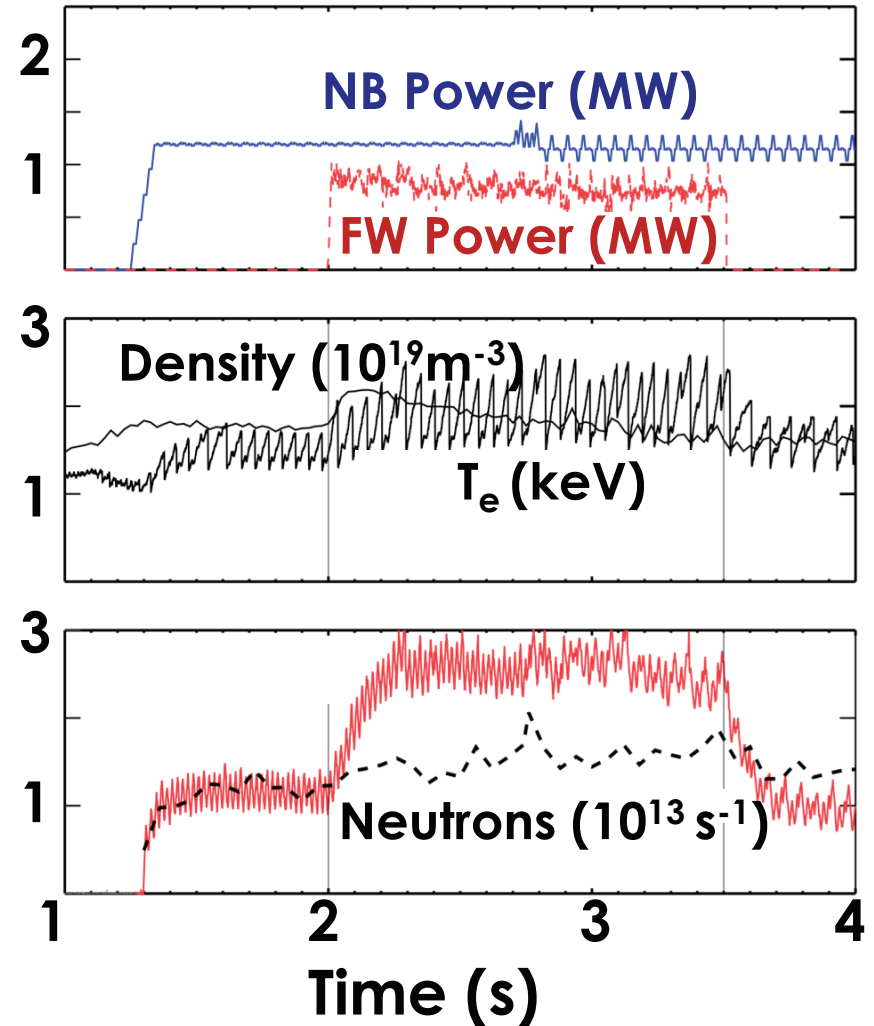 2
NB Power (MW)
1
FW Power (MW)
3
Density (10¹⁹m⁻³)
Tₑ (keV)
1
3
1
Neutrons (10¹³ s⁻¹)
1 2 3 4
Time (s)